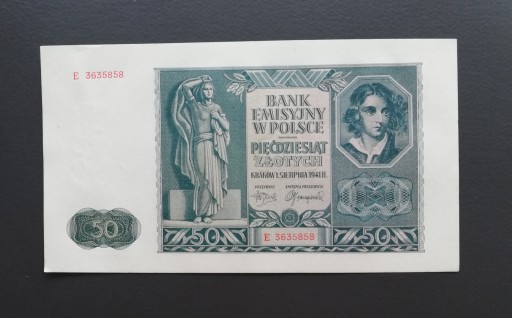 E 3635858
BANK
EMISYJNY
W POLSCE
PIĘĆDZIESIĄT
ZŁOTYCH
KRAKÓW 1. SIERPNIA 1941 R.
50
50
E 3635858
50